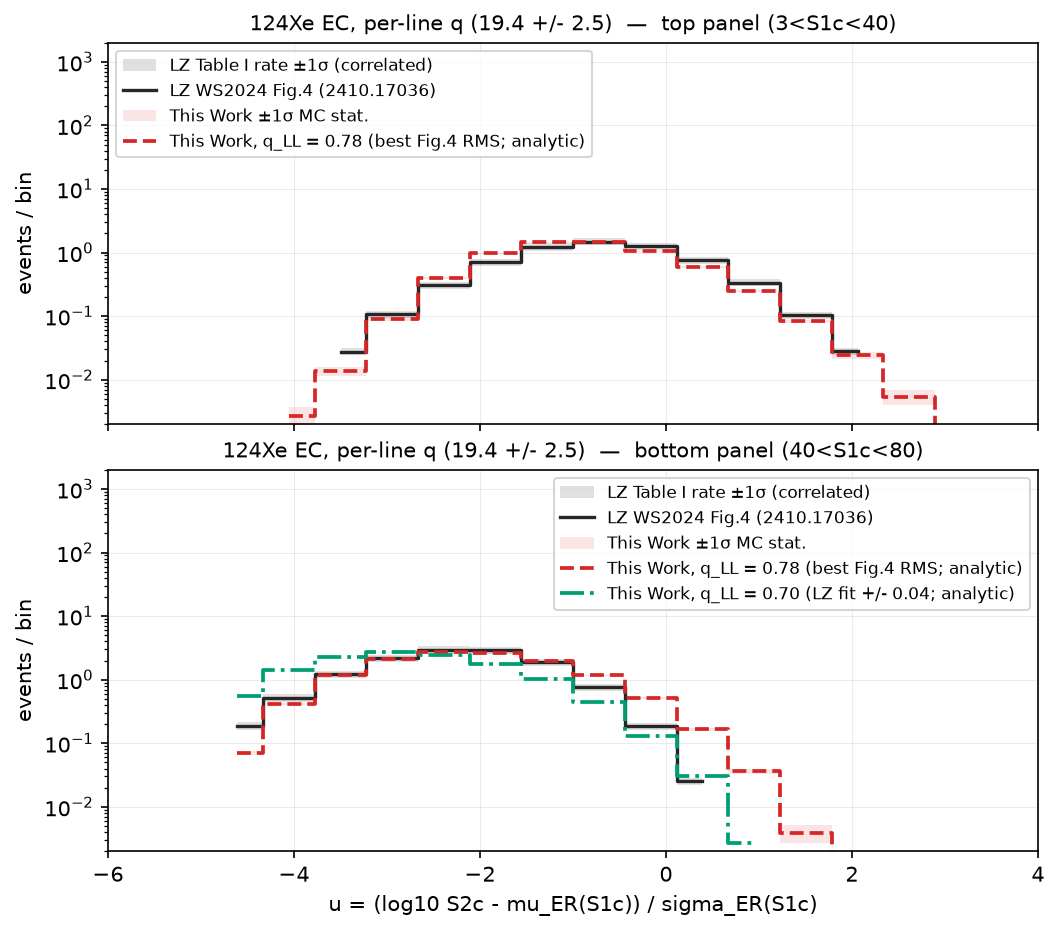 124Xe EC, per-line q (19.4 +/- 2.5)  —  top panel (3<S1c<40)
LZ Table I rate ±1σ (correlated)
LZ WS2024 Fig.4 (2410.17036)
This Work ±1σ MC stat.
This Work, q_LL = 0.78 (best Fig.4 RMS; analytic)
10³
10²
10¹
10⁰
10⁻¹
10⁻²
events / bin
124Xe EC, per-line q (19.4 +/- 2.5)  —  bottom panel (40<S1c<80)
LZ Table I rate ±1σ (correlated)
LZ WS2024 Fig.4 (2410.17036)
This Work ±1σ MC stat.
This Work, q_LL = 0.78 (best Fig.4 RMS; analytic)
This Work, q_LL = 0.70 (LZ fit +/- 0.04; analytic)
10³
10²
10¹
10⁰
10⁻¹
10⁻²
events / bin
−6 −4 −2 0 2 4
u = (log10 S2c - mu_ER(S1c)) / sigma_ER(S1c)